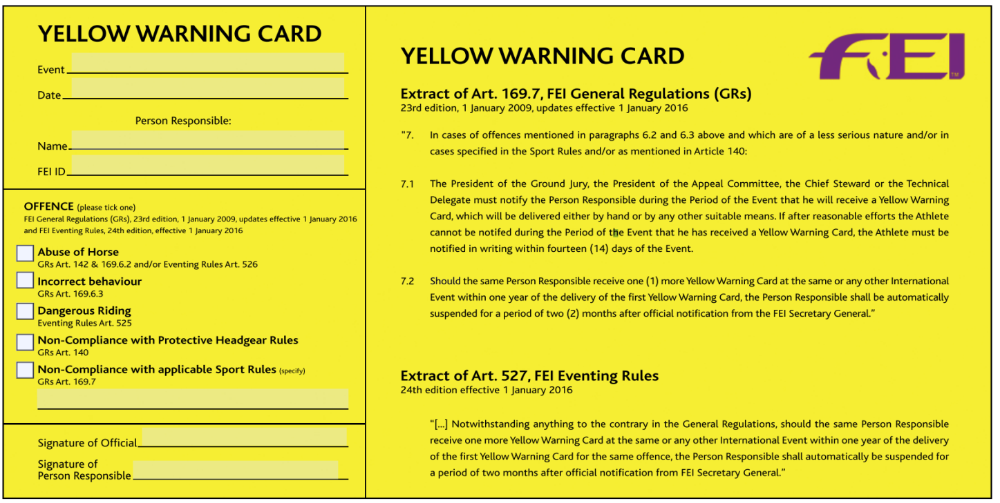 YELLOW WARNING CARD
Event
Date
Person Responsible:
Name
FEI ID
OFFENCE (please tick one)
FEI General Regulations (GRs), 23rd edition, 1 January 2009, updates effective 1 January 2016
and FEI Eventing Rules, 24th edition, effective 1 January 2016
Abuse of Horse
GRs Art. 142 & 169.6.2 and/or Eventing Rules Art. 526
Incorrect behaviour
GRs Art. 169.6.3
Dangerous Riding
Eventing Rules Art. 525
Non-Compliance with Protective Headgear Rules
GRs Art. 140
Non-Compliance with applicable Sport Rules (specify)
GRs Art. 169.7
Signature of Official
Signature of
Person Responsible
FEI
TM
YELLOW WARNING CARD
Extract of Art. 169.7, FEI General Regulations (GRs)
23rd edition, 1 January 2009, updates effective 1 January 2016
"7. In cases of offences mentioned in paragraphs 6.2 and 6.3 above and which are of a less serious nature and/or in
cases specified in the Sport Rules and/or as mentioned in Article 140:
7.1 The President of the Ground Jury, the President of the Appeal Committee, the Chief Steward or the Technical
Delegate must notify the Person Responsible during the Period of the Event that he will receive a Yellow Warning
Card, which will be delivered either by hand or by any other suitable means. If after reasonable efforts the Athlete
cannot be notifed during the Period of the Event that he has received a Yellow Warning Card, the Athlete must be
notified in writing within fourteen (14) days of the Event.
7.2 Should the same Person Responsible receive one (1) more Yellow Warning Card at the same or any other International
Event within one year of the delivery of the first Yellow Warning Card, the Person Responsible shall be automatically
suspended for a period of two (2) months after official notification from the FEI Secretary General.”
Extract of Art. 527, FEI Eventing Rules
24th edition effective 1 January 2016
“[...] Notwithstanding anything to the contrary in the General Regulations, should the same Person Responsible
receive one more Yellow Warning Card at the same or any other International Event within one year of the delivery
of the first Yellow Warning Card for the same offence, the Person Responsible shall automatically be suspended for
a period of two months after official notification from FEI Secretary General.”